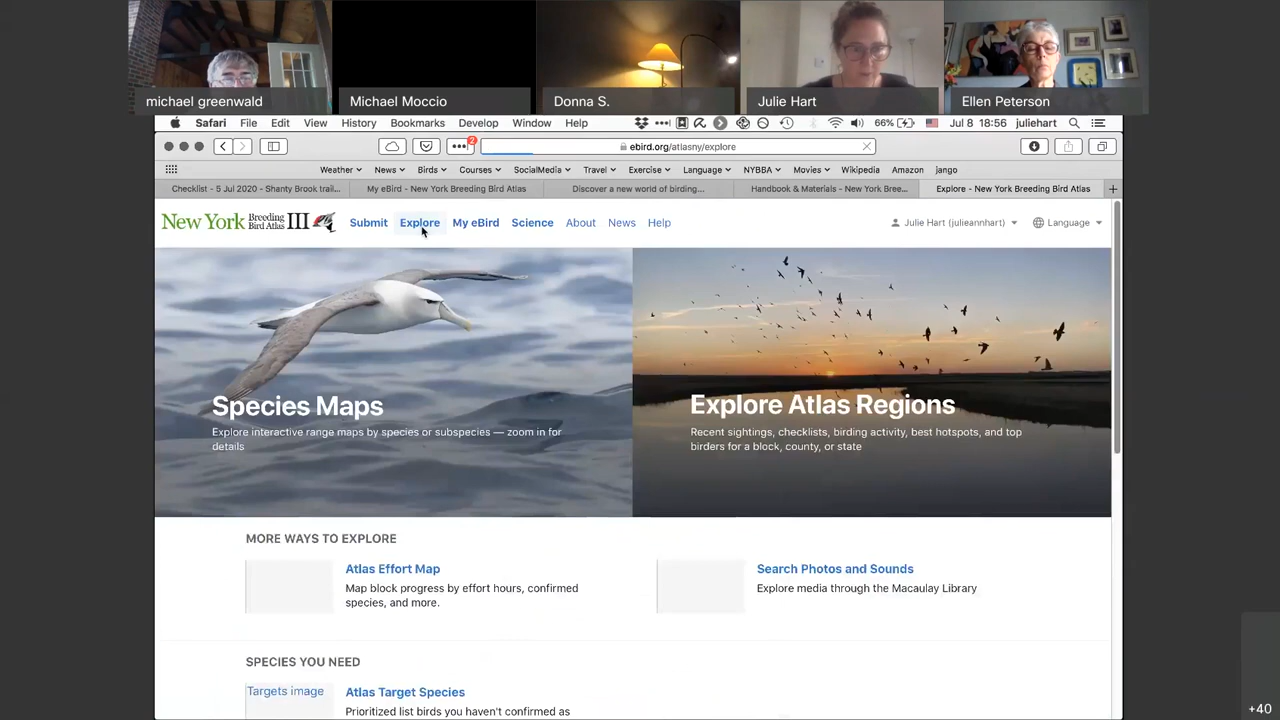 michael greenwald
Michael Moccio
Donna S.
Julie Hart
Ellen Peterson
Safari File Edit View History Bookmarks Develop Window Help
66% Jul 8 18:56 juliehart
2
ebird.org/atlasny/explore
Weather News Birds Courses SocialMedia Travel Exercise Language NYBBA Movies Wikipedia Amazon jango
Checklist - 5 Jul 2020 - Shanty Brook trai...
My eBird - New York Breeding Bird Atlas
Discover a new world of birding...
Handbook & Materials - New York Bree...
Explore - New York Breeding Bird Atlas
New York Breeding Bird Atlas III
Submit Explore My eBird Science About News Help
Julie Hart (julieannhart) Language
Species Maps
Explore interactive range maps by species or subspecies — zoom in for
details
Explore Atlas Regions
Recent sightings, checklists, birding activity, best hotspots, and top
birders for a block, county, or state
MORE WAYS TO EXPLORE
Atlas Effort Map
Map block progress by effort hours, confirmed
species, and more.
Search Photos and Sounds
Explore media through the Macaulay Library
SPECIES YOU NEED
Targets image
Atlas Target Species
Prioritized list birds you haven't confirmed as
+40